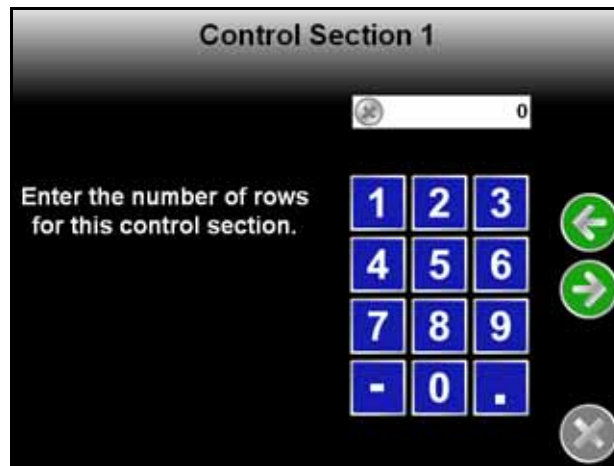 Control Section 1
0
Enter the number of rows
for this control section.
1 2 3
4 5 6
7 8 9
- 0 .